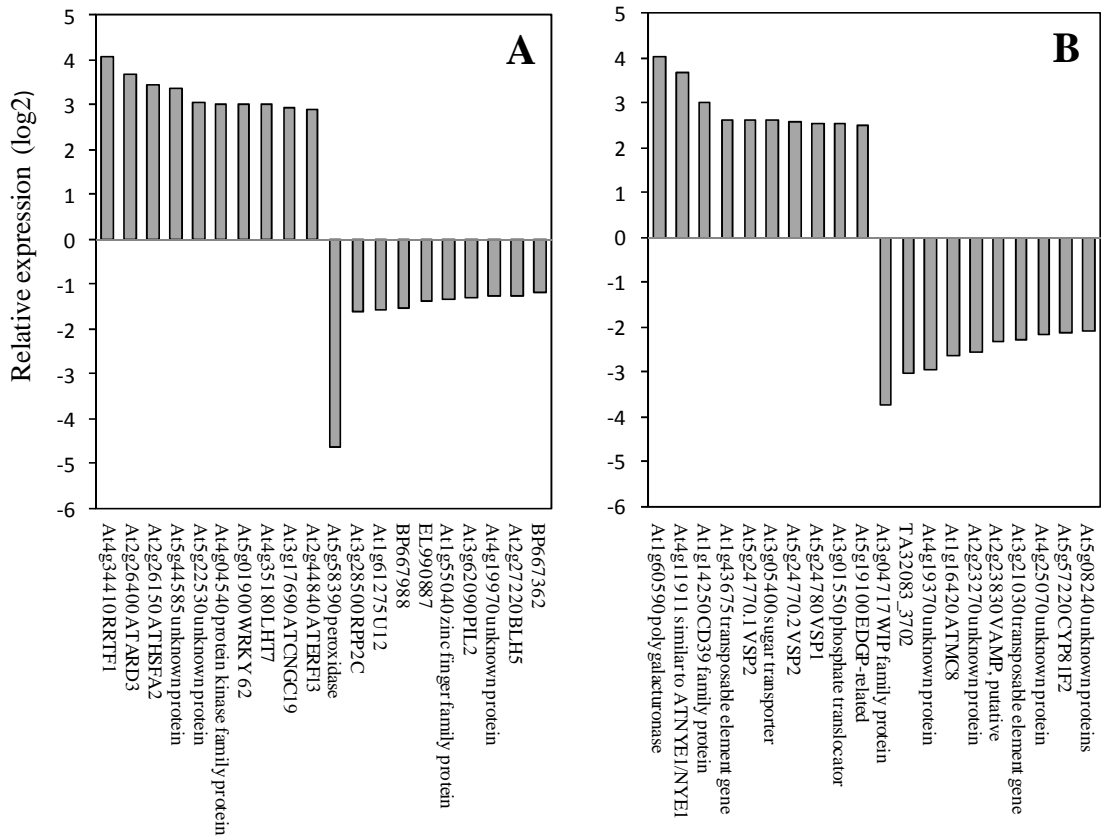 A
Relative expression (log2)
5
4
3
2
1
0
-1
-2
-3
-4
-5
-6
At4g34410 RRTF1
At2g26400 ATARD3
At2g26150 ATHSFA2
At5g44585 unknown protein
At5g22530 unknown protein
At4g04540 protein kinase family protein
At5g01900 WRKY 62
At4g35180 LHT7
At3g17690 ATCNGC19
At2g44840 ATERF13
At5g58390 peroxidase
At3g28500 RPP2C
At1g61275 U12
BP667988
EL990887
At1g55040 zinc finger family protein
At3g62090 PIL2
At4g19970 unknown protein
At2g27220 BLH5
BP667362
B
5
4
3
2
1
0
-1
-2
-3
-4
-5
-6
At1g60590 polygalacturonase
At4g11911 similar to ATNYE1/NYE1
At1g14250 CD39 family protein
At1g43675 transposable element gene
At5g24770.1 VSP2
At3g05400 sugar transporter
At5g24770.2 VSP2
At5g24780 VSP1
At3g01550 phosphate translocator
At5g19100 EDGP-related
At3g04717 WIP family protein
TA32083_3702
At4g19370 unknown protein
At1g16420 ATMC8
At2g23270 unknown protein
At2g23830 VAMP, putative
At3g21030 transposable element gene
At4g25070 unknown protein
At5g57220 CYP81F2
At5g08240 unknown proteins